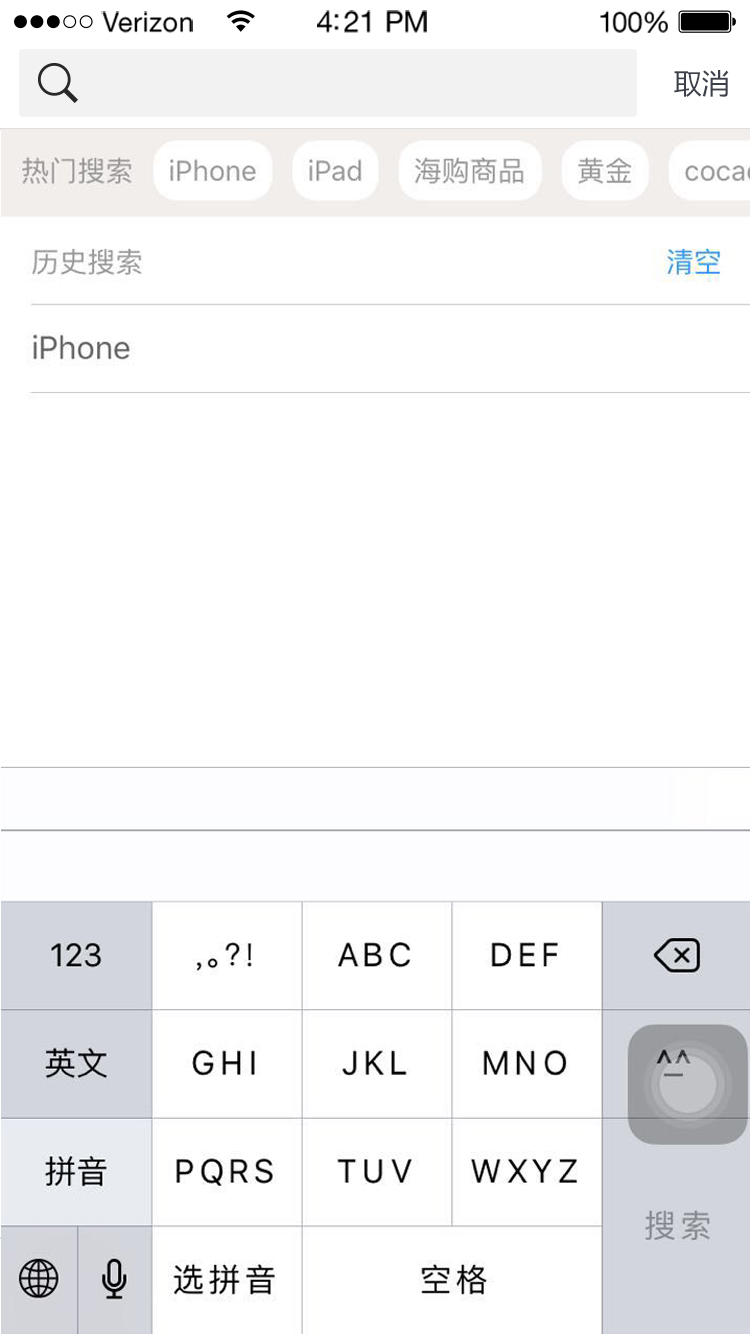 Verizon 4:21 PM 100%
取消
热门搜索 iPhone iPad 海购商品 黄金
历史搜索 清空
iPhone
123 ,。?! ABC DEF
英文 GHI JKL MNO ^^
拼音 PQRS TUV WXYZ
搜索
选拼音 空格